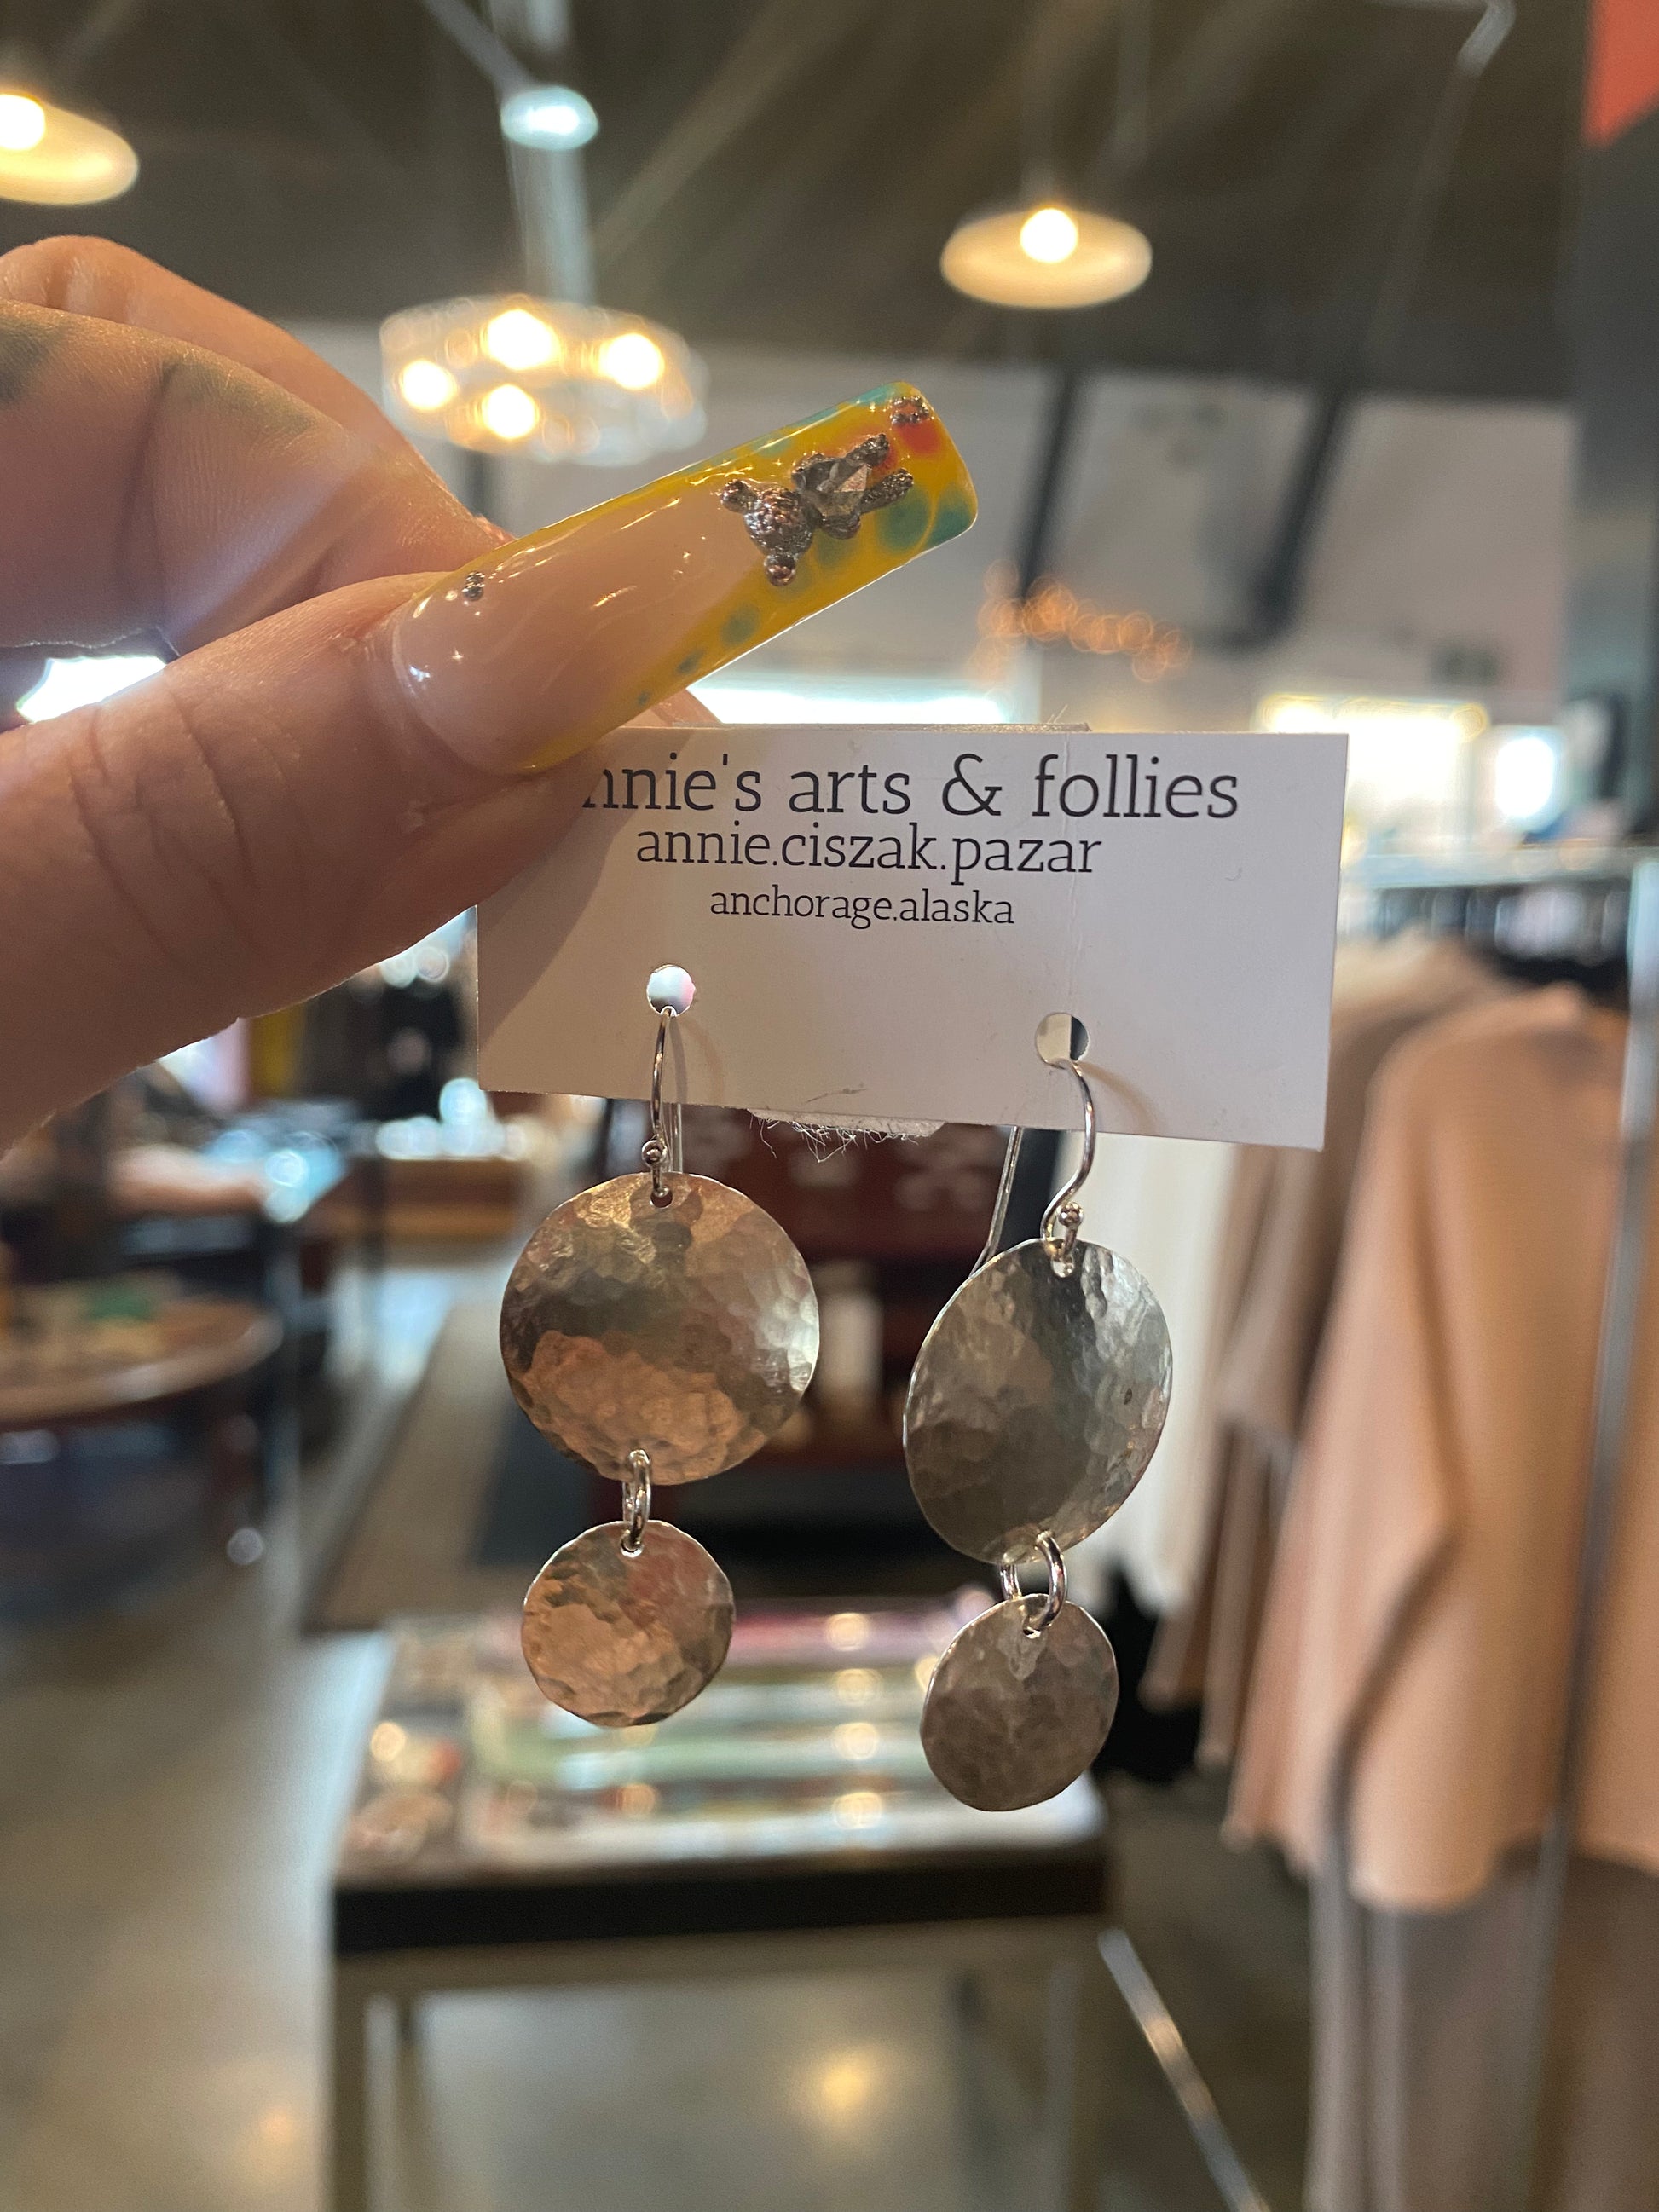 nnie's arts & follies
annie.ciszak.pazar
anchorage.alaska